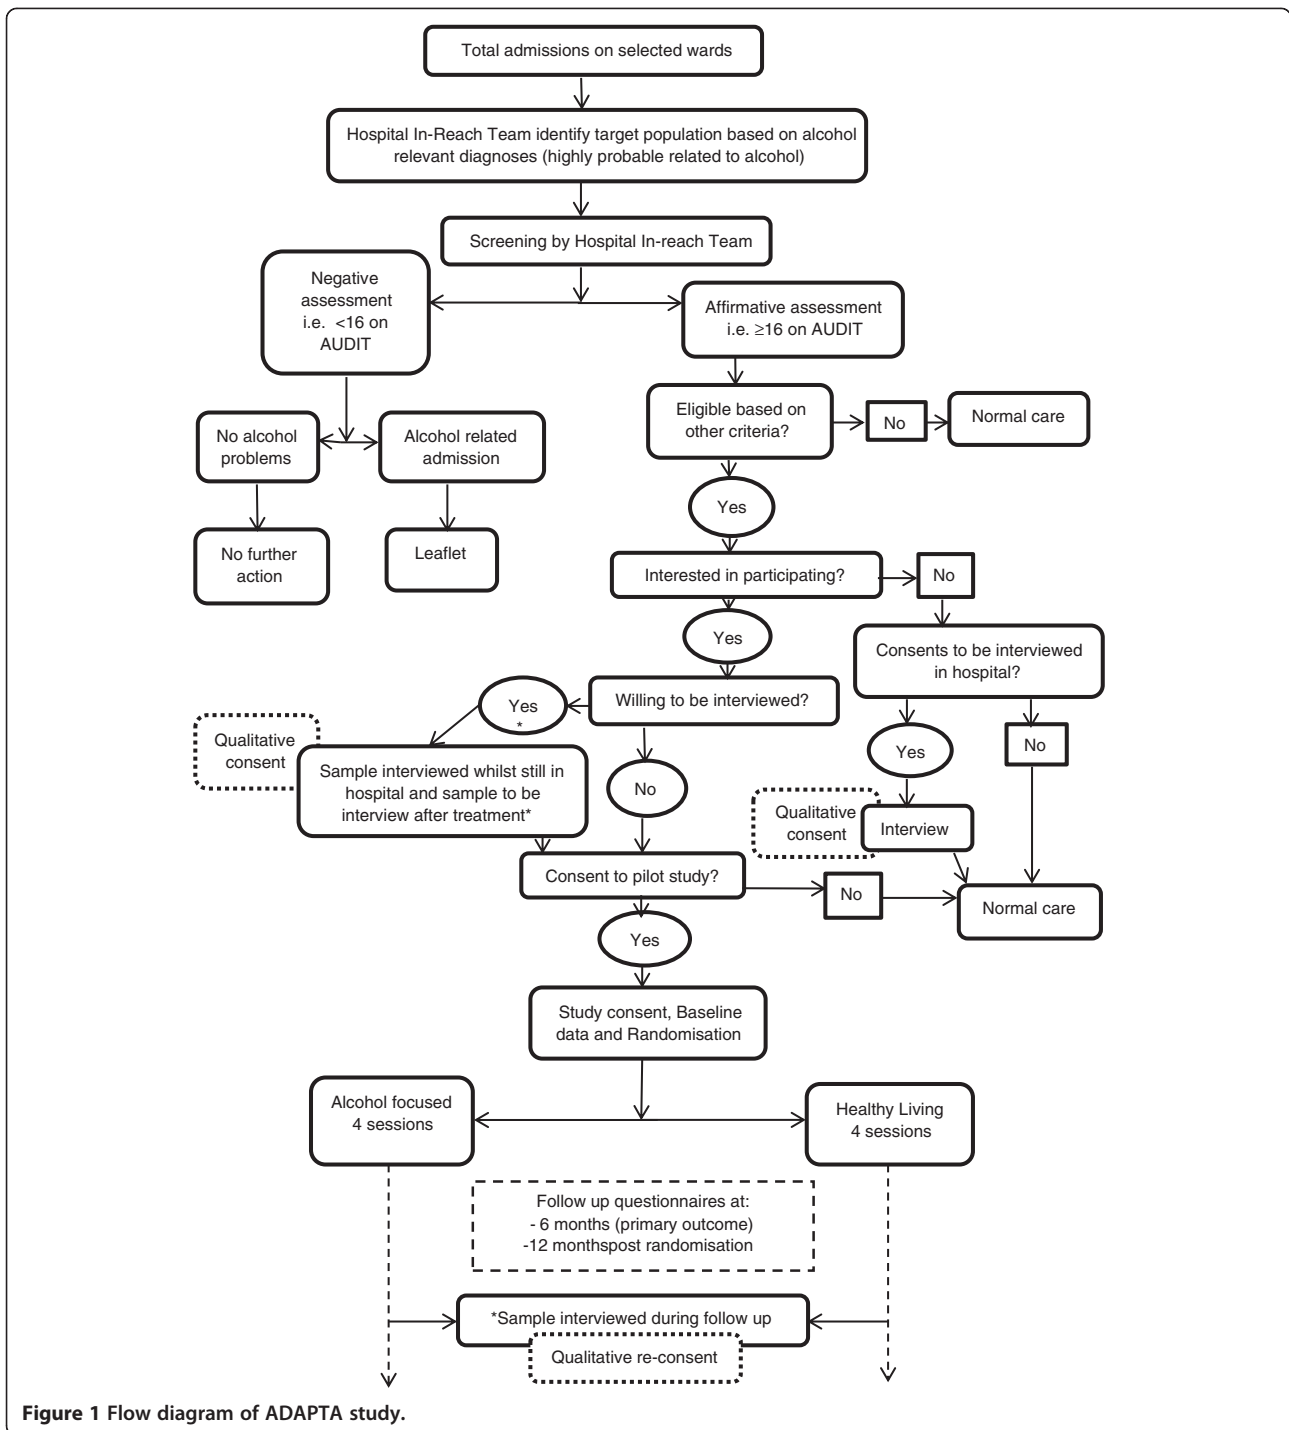 Total admissions on selected wards
Hospital In-Reach Team identify target population based on alcohol
relevant diagnoses (highly probable related to alcohol)
Screening by Hospital In-reach Team
Negative
assessment
i.e. <16 on
AUDIT
Affirmative assessment
i.e. ≥16 on AUDIT
No alcohol
problems
Alcohol related
admission
Eligible based on
other criteria?
No
Normal care
Yes
No further
action
Leaflet
Interested in participating?
No
Yes
Consents to be interviewed
in hospital?
Willing to be interviewed?
Yes
*
Qualitative
consent
Sample interviewed whilst still in
hospital and sample to be
interview after treatment*
No
Yes
No
Qualitative
consent
Interview
Consent to pilot study?
No
Normal care
Yes
Study consent, Baseline
data and Randomisation
Alcohol focused
4 sessions
Healthy Living
4 sessions
Follow up questionnaires at:
- 6 months (primary outcome)
-12 monthspost randomisation
*Sample interviewed during follow up
Qualitative re-consent
Figure 1 Flow diagram of ADAPTA study.